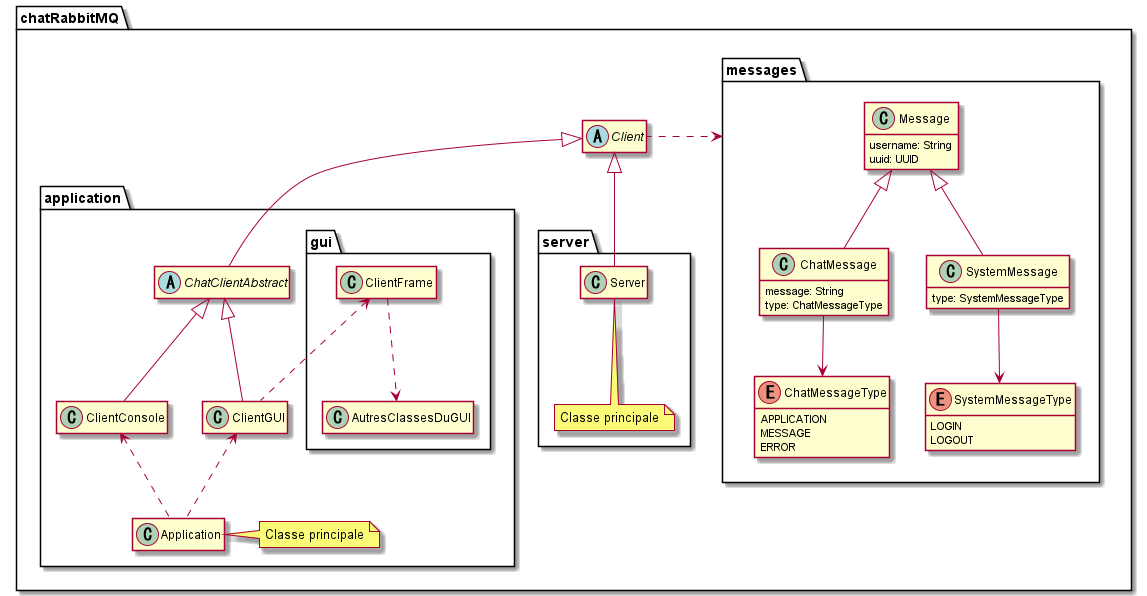 chatRabbitMQ
messages
C Message
username: String
uuid: UUID
A Client
application
gui
server
A ChatClientAbstract
C ClientFrame
C Server
C ChatMessage
message: String
type: ChatMessageType
C SystemMessage
type: SystemMessageType
C ClientConsole
C ClientGUI
C AutresClassesDuGUI
Classe principale
E ChatMessageType
APPLICATION
MESSAGE
ERROR
E SystemMessageType
LOGIN
LOGOUT
C Application
Classe principale